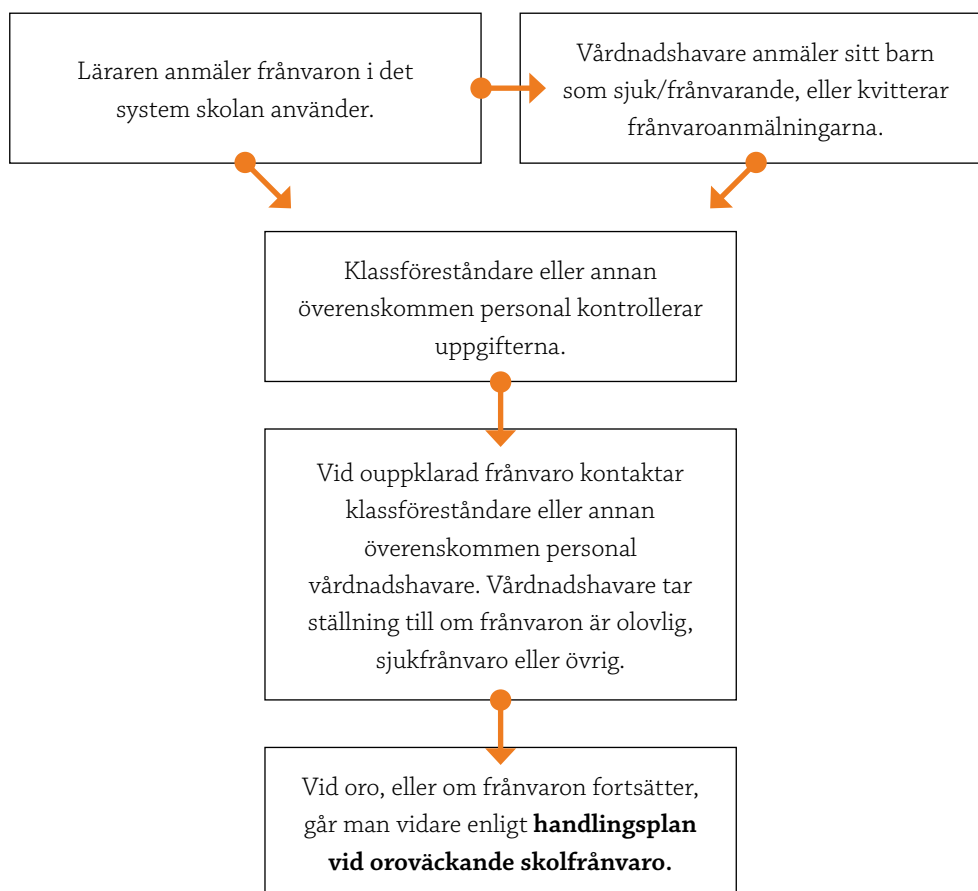 Läraren anmäler frånvaron i det
system skolan använder.
Vårdnadshavare anmäler sitt barn
som sjuk/frånvarande, eller kvitterar
frånvaroanmälningarna.
Klassföreståndare eller annan
överenskommen personal kontrollerar
uppgifterna.
Vid ouppklarad frånvaro kontaktar
klassföreståndare eller annan
överenskommen personal
vårdnadshavare. Vårdnadshavare tar
ställning till om frånvaron är olovlig,
sjukfrånvaro eller övrig.
Vid oro, eller om frånvaron fortsätter,
går man vidare enligt handlingsplan
vid oroväckande skolfrånvaro.